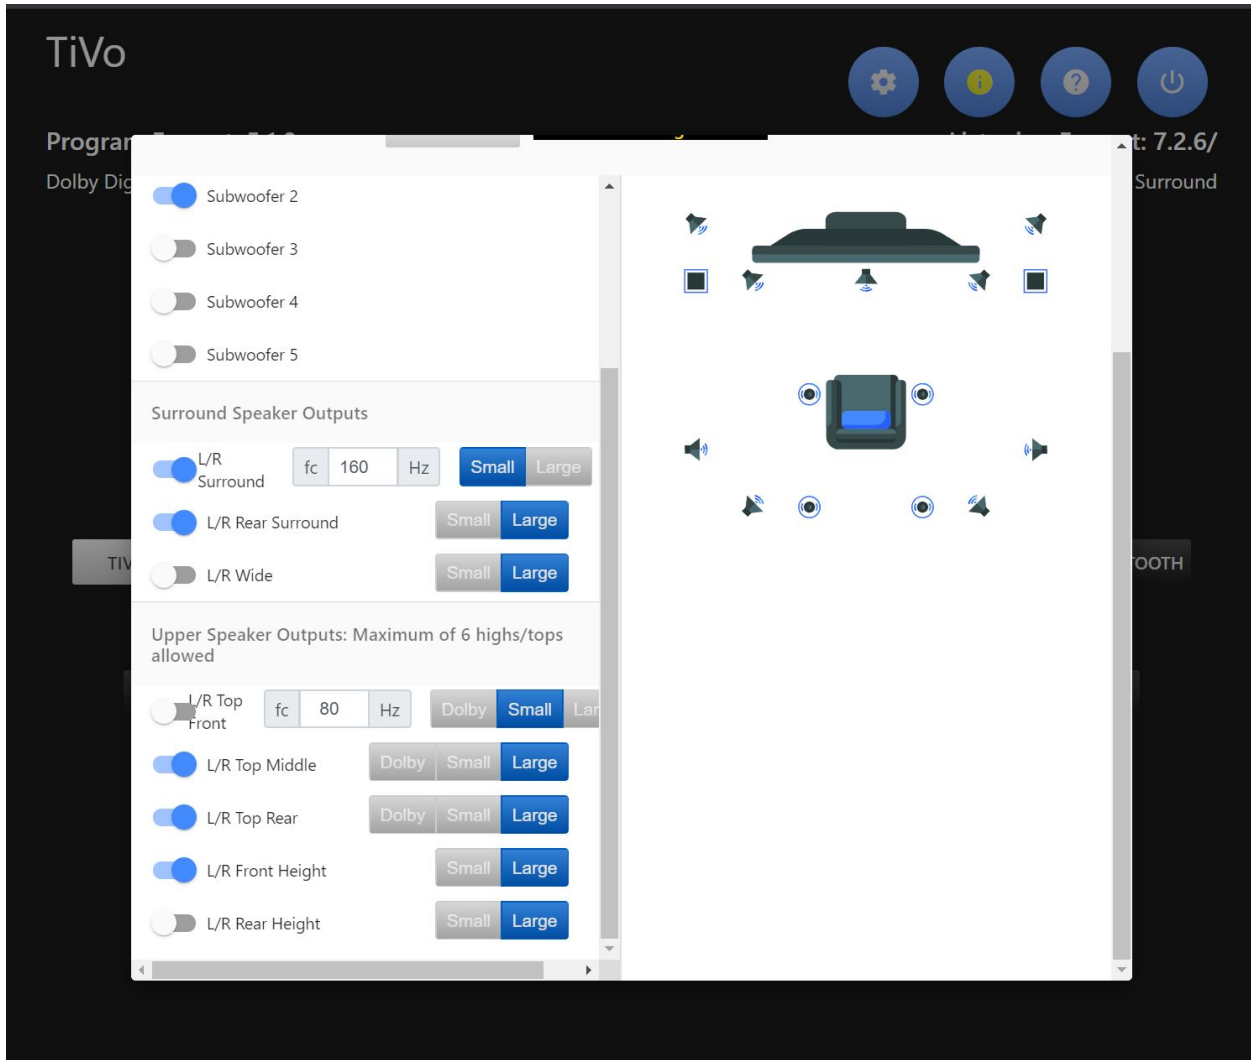 TiVo
Dolby Dig
t: 7.2.6/
Surround
Subwoofer 2
Subwoofer 3
Subwoofer 4
Subwoofer 5
Surround Speaker Outputs
L/R Surround fc 160 Hz Small Large
L/R Rear Surround Small Large
L/R Wide Small Large
Upper Speaker Outputs: Maximum of 6 highs/tops
allowed
L/R Top Front fc 80 Hz Dolby Small Lar
L/R Top Middle Dolby Small Large
L/R Top Rear Dolby Small Large
L/R Front Height Small Large
L/R Rear Height Small Large
TIV
OOTH